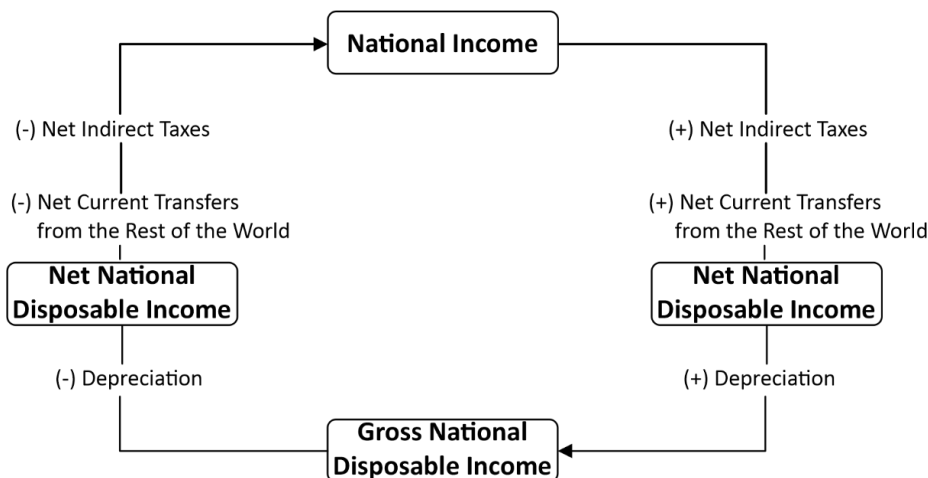 National Income
(-) Net Indirect Taxes
(+) Net Indirect Taxes
(-) Net Current Transfers
from the Rest of the World
(+) Net Current Transfers
from the Rest of the World
Net National
Disposable Income
Net National
Disposable Income
(-) Depreciation
(+) Depreciation
Gross National
Disposable Income